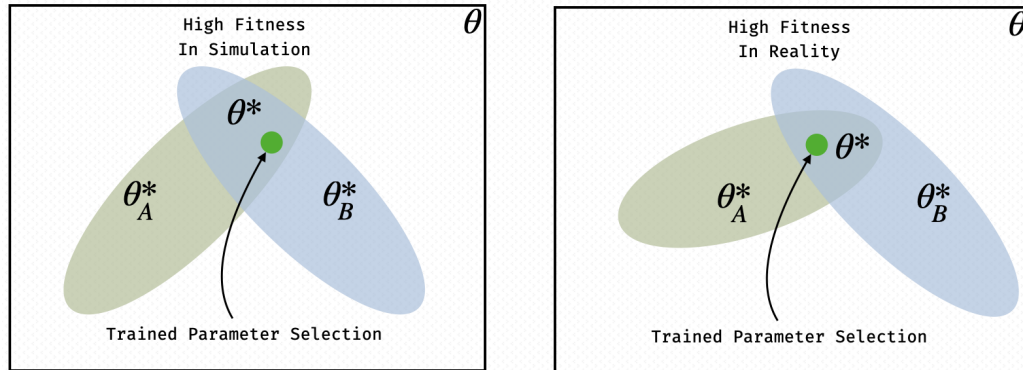 High Fitness
In Simulation
θ
θ*
θ*A
θ*B
Trained Parameter Selection
High Fitness
In Reality
θ
θ*
θ*A
θ*B
Trained Parameter Selection